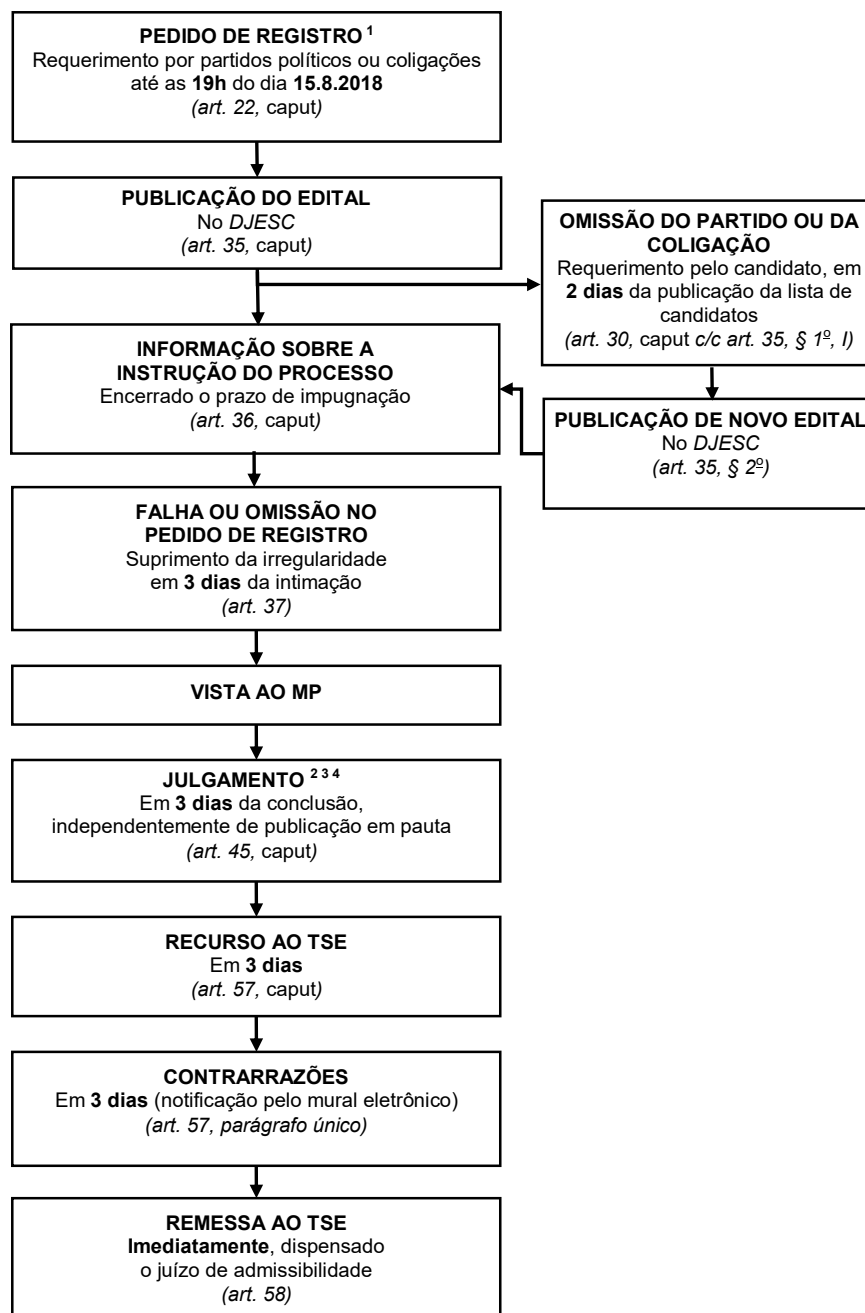 PEDIDO DE REGISTRO ¹
Requerimento por partidos políticos ou coligações
até as 19h do dia 15.8.2018
(art. 22, caput)
PUBLICAÇÃO DO EDITAL
No DJESC
(art. 35, caput)
OMISSÃO DO PARTIDO OU DA
COLIGAÇÃO
Requerimento pelo candidato, em
2 dias da publicação da lista de
candidatos
(art. 30, caput c/c art. 35, § 1º, I)
PUBLICAÇÃO DE NOVO EDITAL
No DJESC
(art. 35, § 2º)
INFORMAÇÃO SOBRE A
INSTRUÇÃO DO PROCESSO
Encerrado o prazo de impugnação
(art. 36, caput)
FALHA OU OMISSÃO NO
PEDIDO DE REGISTRO
Suprimento da irregularidade
em 3 dias da intimação
(art. 37)
VISTA AO MP
JULGAMENTO ² ³ ⁴
Em 3 dias da conclusão,
independentemente de publicação em pauta
(art. 45, caput)
RECURSO AO TSE
Em 3 dias
(art. 57, caput)
CONTRARRAZÕES
Em 3 dias (notificação pelo mural eletrônico)
(art. 57, parágrafo único)
REMESSA AO TSE
Imediatamente, dispensado
o juízo de admissibilidade
(art. 58)